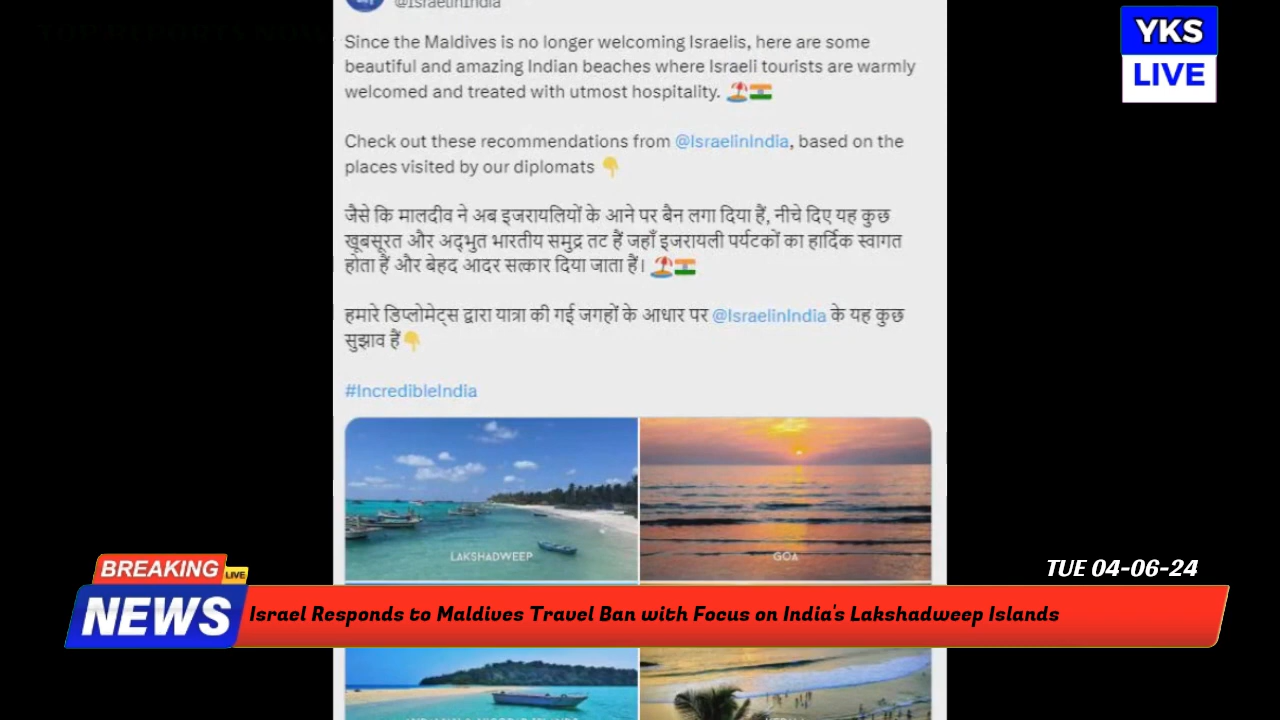 @IsraelinIndia
YKS
LIVE
Since the Maldives is no longer welcoming Israelis, here are some
beautiful and amazing Indian beaches where Israeli tourists are warmly
welcomed and treated with utmost hospitality. 🏖️🇮🇳
Check out these recommendations from @IsraelinIndia, based on the
places visited by our diplomats 👇
जैसे कि मालदीव ने अब इजरायलियों के आने पर बैन लगा दिया हैं, नीचे दिए यह कुछ
खूबसूरत और अद्भुत भारतीय समुद्र तट हैं जहाँ इजरायली पर्यटकों का हार्दिक स्वागत
होता हैं और बेहद आदर सत्कार दिया जाता हैं। 🏖️🇮🇳
हमारे डिप्लोमेट्स द्वारा यात्रा की गई जगहों के आधार पर @IsraelinIndia के यह कुछ
सुझाव हैं👇
#IncredibleIndia
LAKSHADWEEP
GOA
BREAKING
LIVE
TUE 04-06-24
NEWS
Israel Responds to Maldives Travel Ban with Focus on India's Lakshadweep Islands